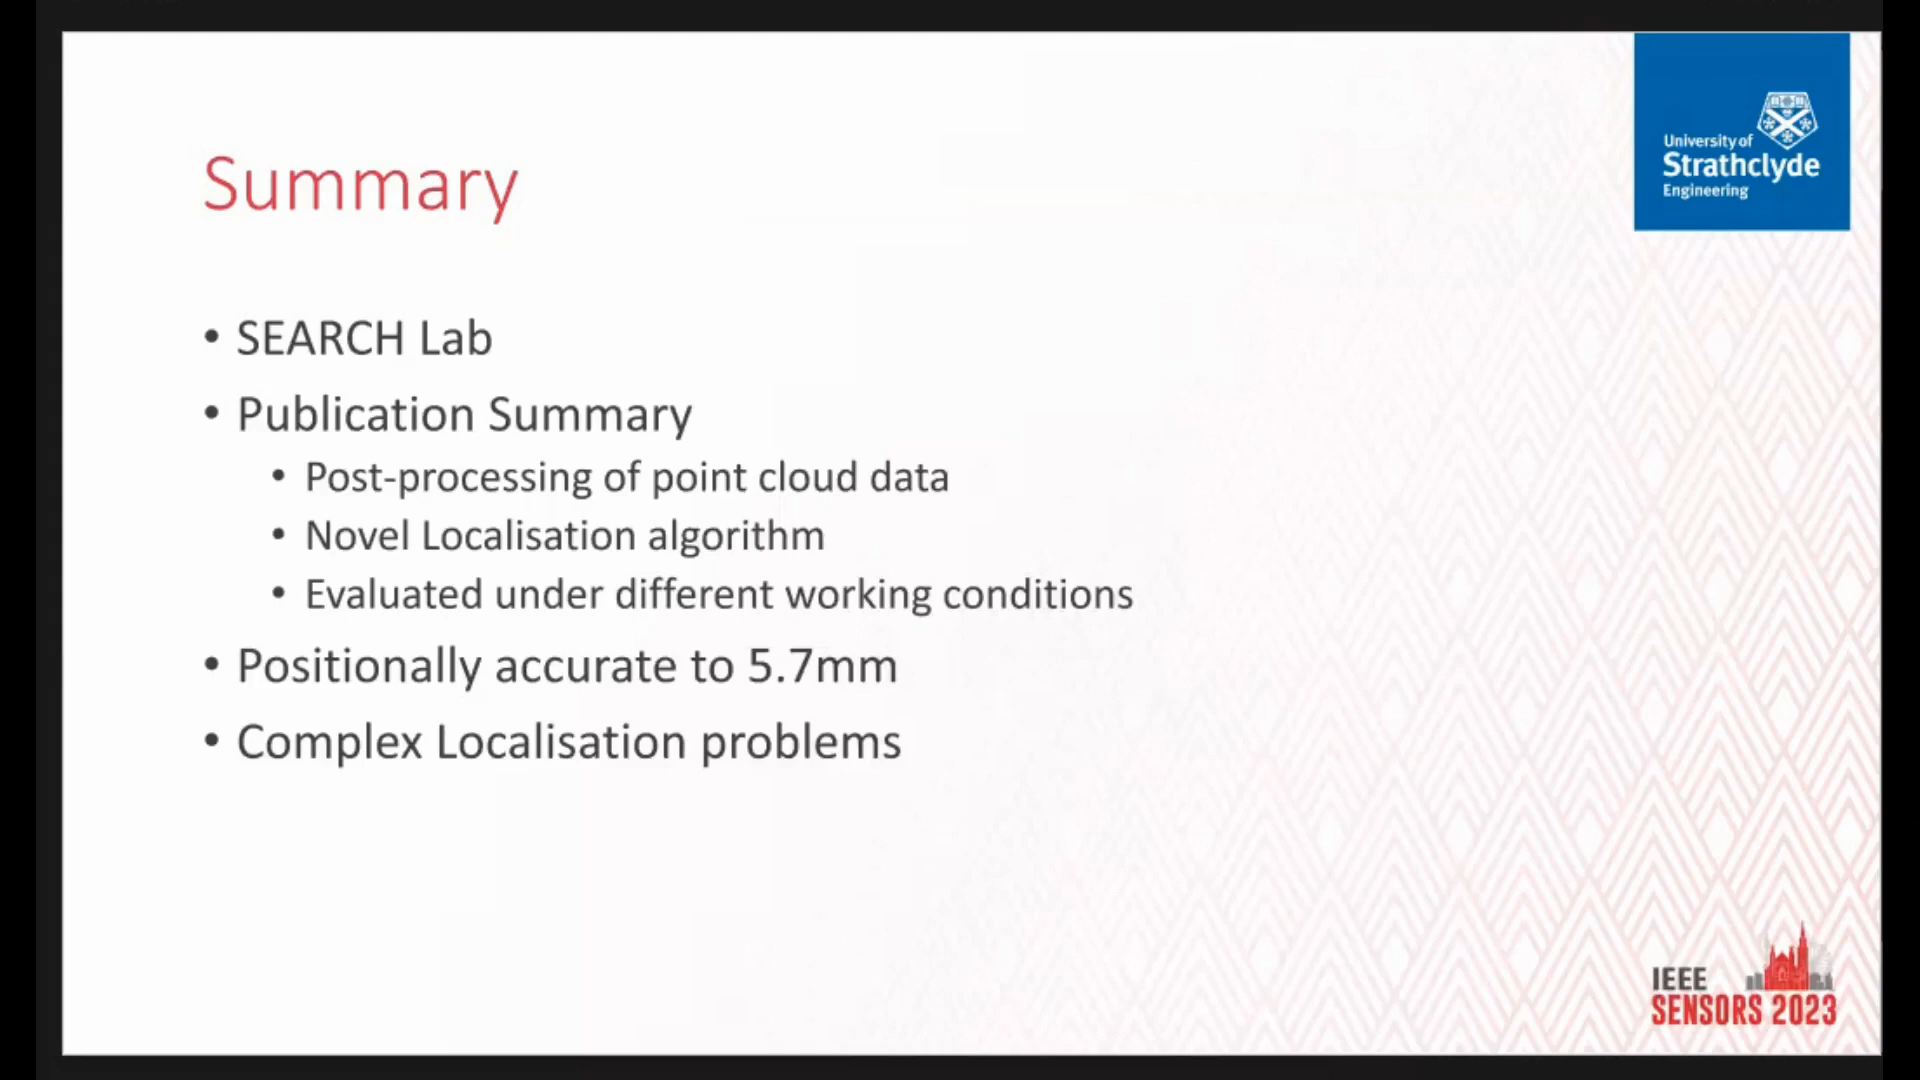 University of
Strathclyde
Engineering
Summary
• SEARCH Lab
• Publication Summary
• Post-processing of point cloud data
• Novel Localisation algorithm
• Evaluated under different working conditions
• Positionally accurate to 5.7mm
• Complex Localisation problems
IEEE
SENSORS 2023